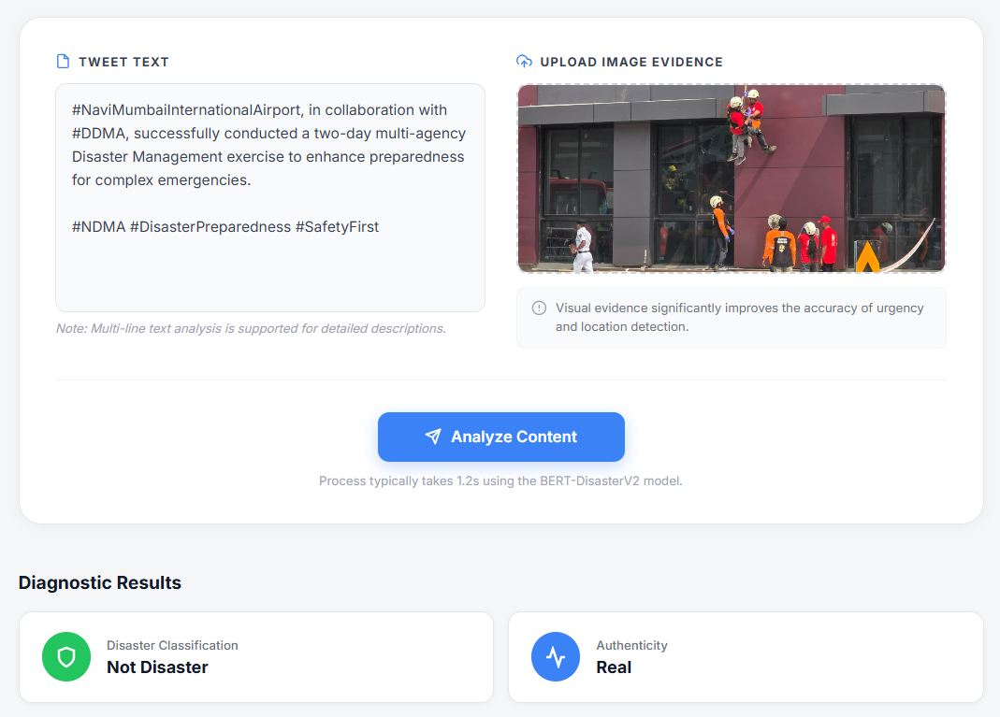 TWEET TEXT
#NaviMumbaiInternationalAirport, in collaboration with
#DDMA, successfully conducted a two-day multi-agency
Disaster Management exercise to enhance preparedness
for complex emergencies.
#NDMA #DisasterPreparedness #SafetyFirst
Note: Multi-line text analysis is supported for detailed descriptions.
UPLOAD IMAGE EVIDENCE
Visual evidence significantly improves the accuracy of urgency
and location detection.
Analyze Content
Process typically takes 1.2s using the BERT-DisasterV2 model.
Diagnostic Results
Disaster Classification
Not Disaster
Authenticity
Real